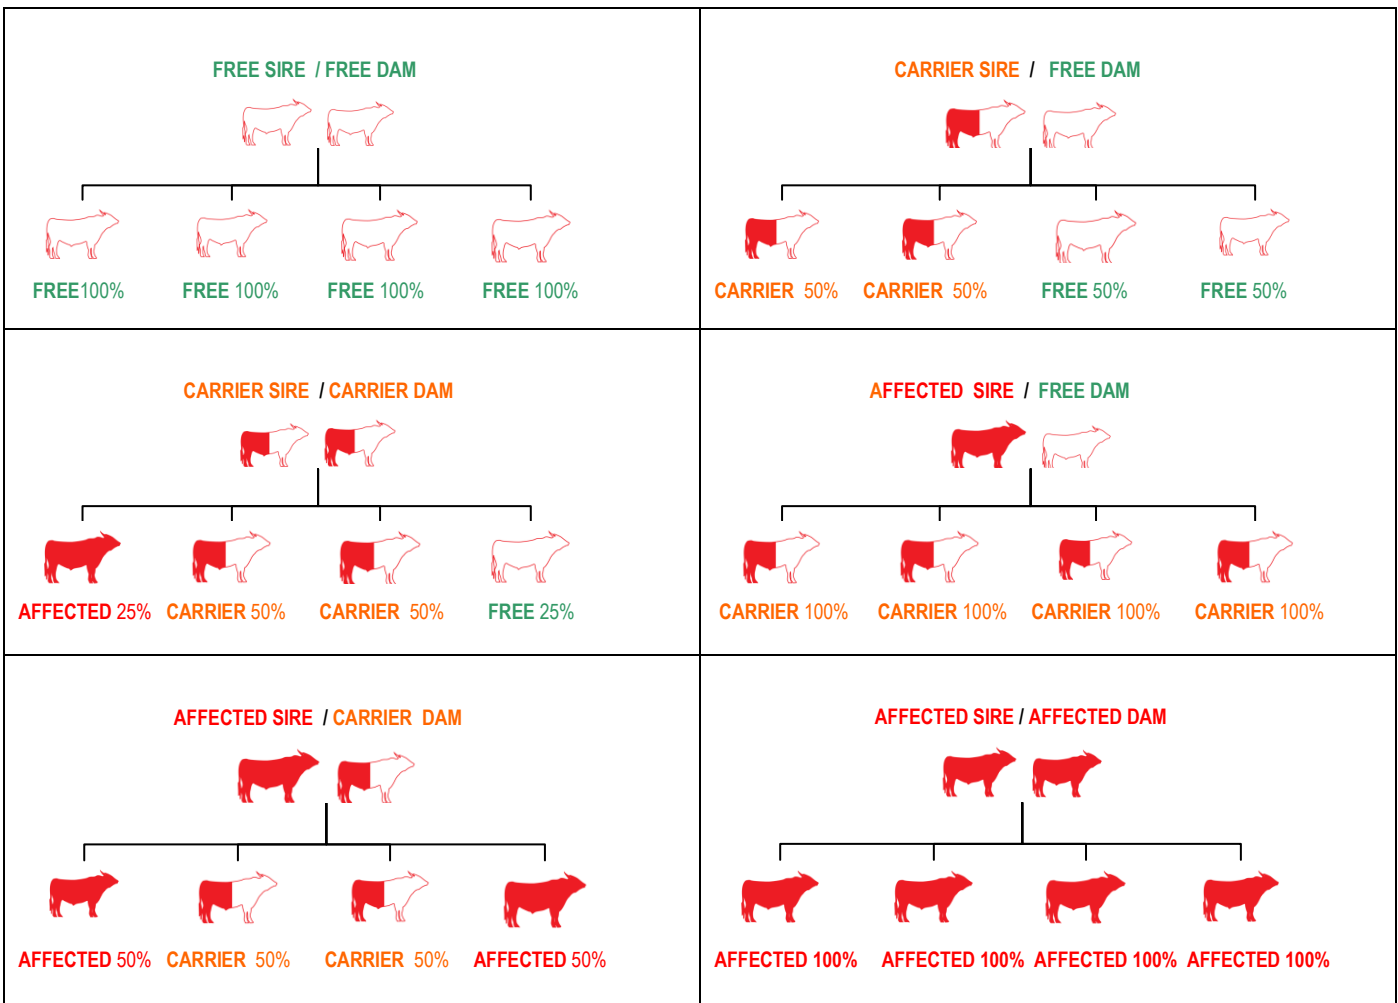 FREE SIRE / FREE DAM
FREE100% FREE 100% FREE 100% FREE 100%
CARRIER SIRE / FREE DAM
CARRIER 50% CARRIER 50% FREE 50% FREE 50%
CARRIER SIRE / CARRIER DAM
AFFECTED 25% CARRIER 50% CARRIER 50% FREE 25%
AFFECTED SIRE / FREE DAM
CARRIER 100% CARRIER 100% CARRIER 100% CARRIER 100%
AFFECTED SIRE / CARRIER DAM
AFFECTED 50% CARRIER 50% CARRIER 50% AFFECTED 50%
AFFECTED SIRE / AFFECTED DAM
AFFECTED 100% AFFECTED 100% AFFECTED 100% AFFECTED 100%